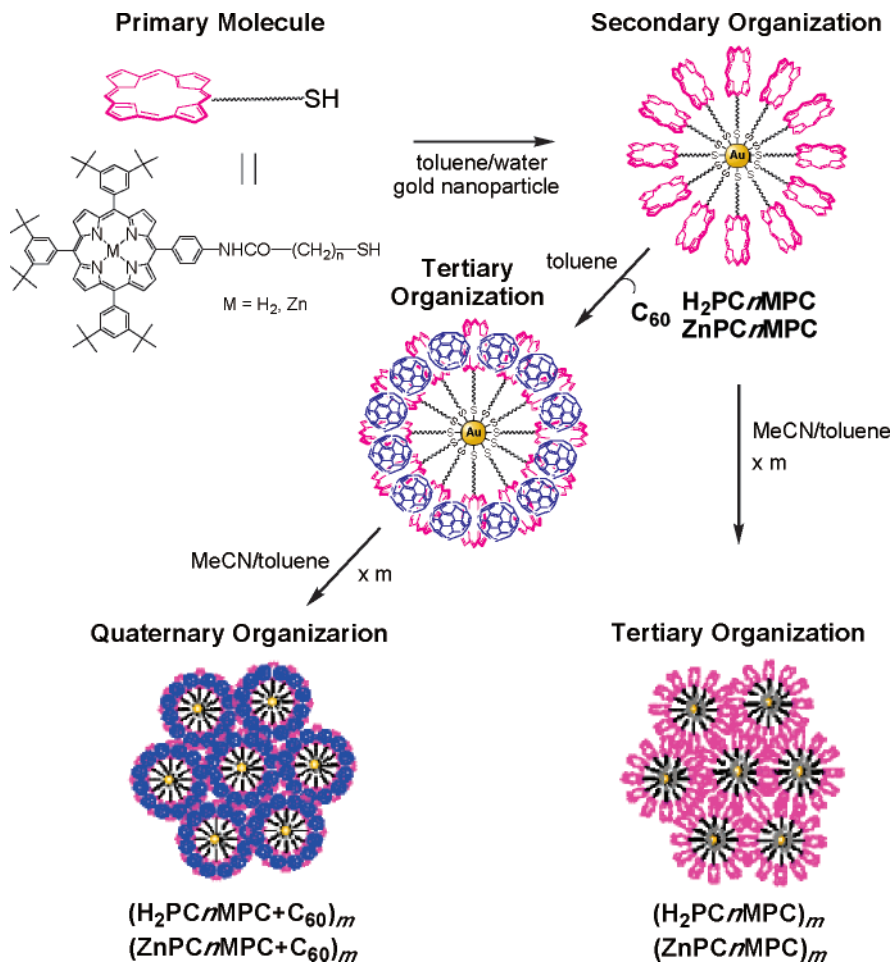 Primary Molecule
SH
M
N
N
N
N
NHCO
(CH₂)n
SH
M = H₂, Zn
toluene/water
gold nanoparticle
Secondary Organization
Au
S
S
S
S
S
S
S
S
S
S
S
S
toluene
C₆₀
H₂PCnMPC
ZnPCnMPC
Tertiary
Organization
Au
S
S
S
S
S
S
S
S
S
S
S
S
MeCN/toluene
x m
MeCN/toluene
x m
Quaternary Organizarion
(H₂PCnMPC+C₆₀)m
(ZnPCnMPC+C₆₀)m
Tertiary Organization
(H₂PCnMPC)m
(ZnPCnMPC)m